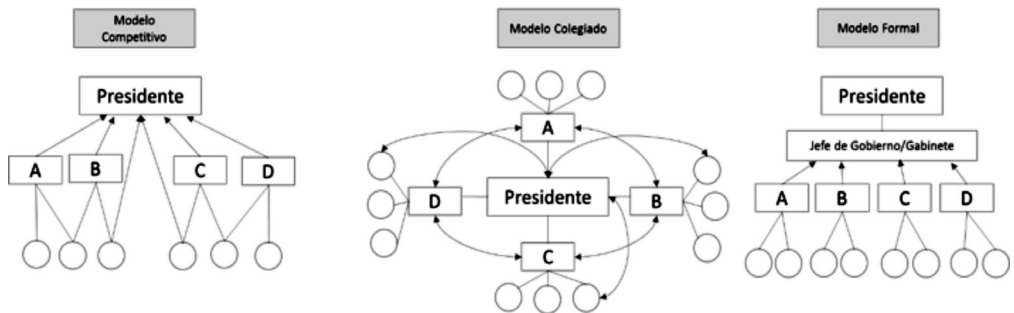 Modelo
Competitivo
Presidente
A
B
C
D
Modelo Colegiado
A
D
Presidente
B
C
Modelo Formal
Presidente
Jefe de Gobierno/Gabinete
A
B
C
D